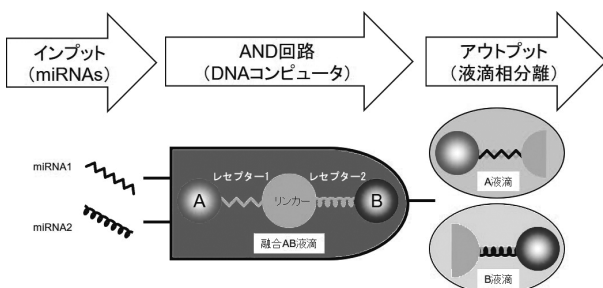 インプット
（miRNAs）
AND回路
（DNAコンピュータ）
アウトプット
（液滴相分離）
miRNA1
miRNA2
レセプター1
レセプター2
A
リンカー
B
融合AB液滴
A液滴
B液滴